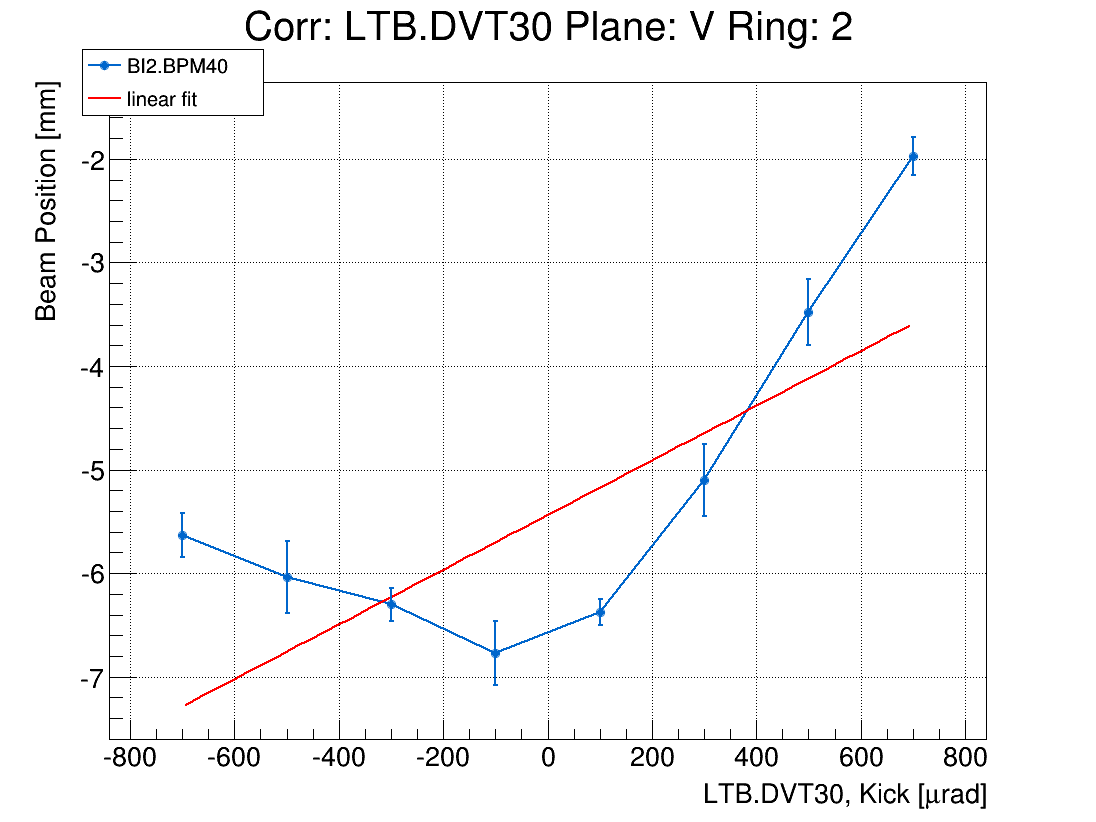 Corr: LTB.DVT30 Plane: V Ring: 2
BI2.BPM40
linear fit
Beam Position [mm]
-2
-3
-4
-5
-6
-7
-800 -600 -400 -200 0 200 400 600 800
LTB.DVT30, Kick [μrad]